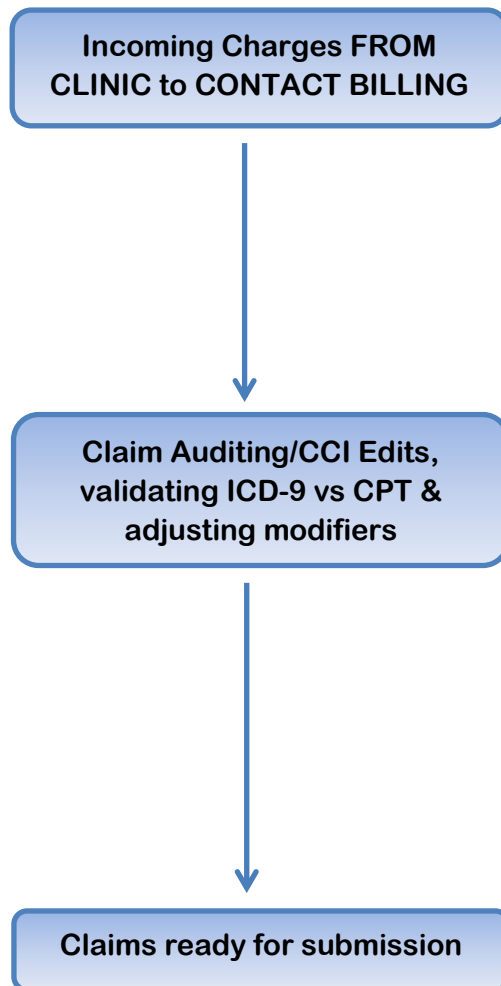 Incoming Charges FROM
CLINIC to CONTACT BILLING
Claim Auditing/CCI Edits,
validating ICD-9 vs CPT &
adjusting modifiers
Claims ready for submission